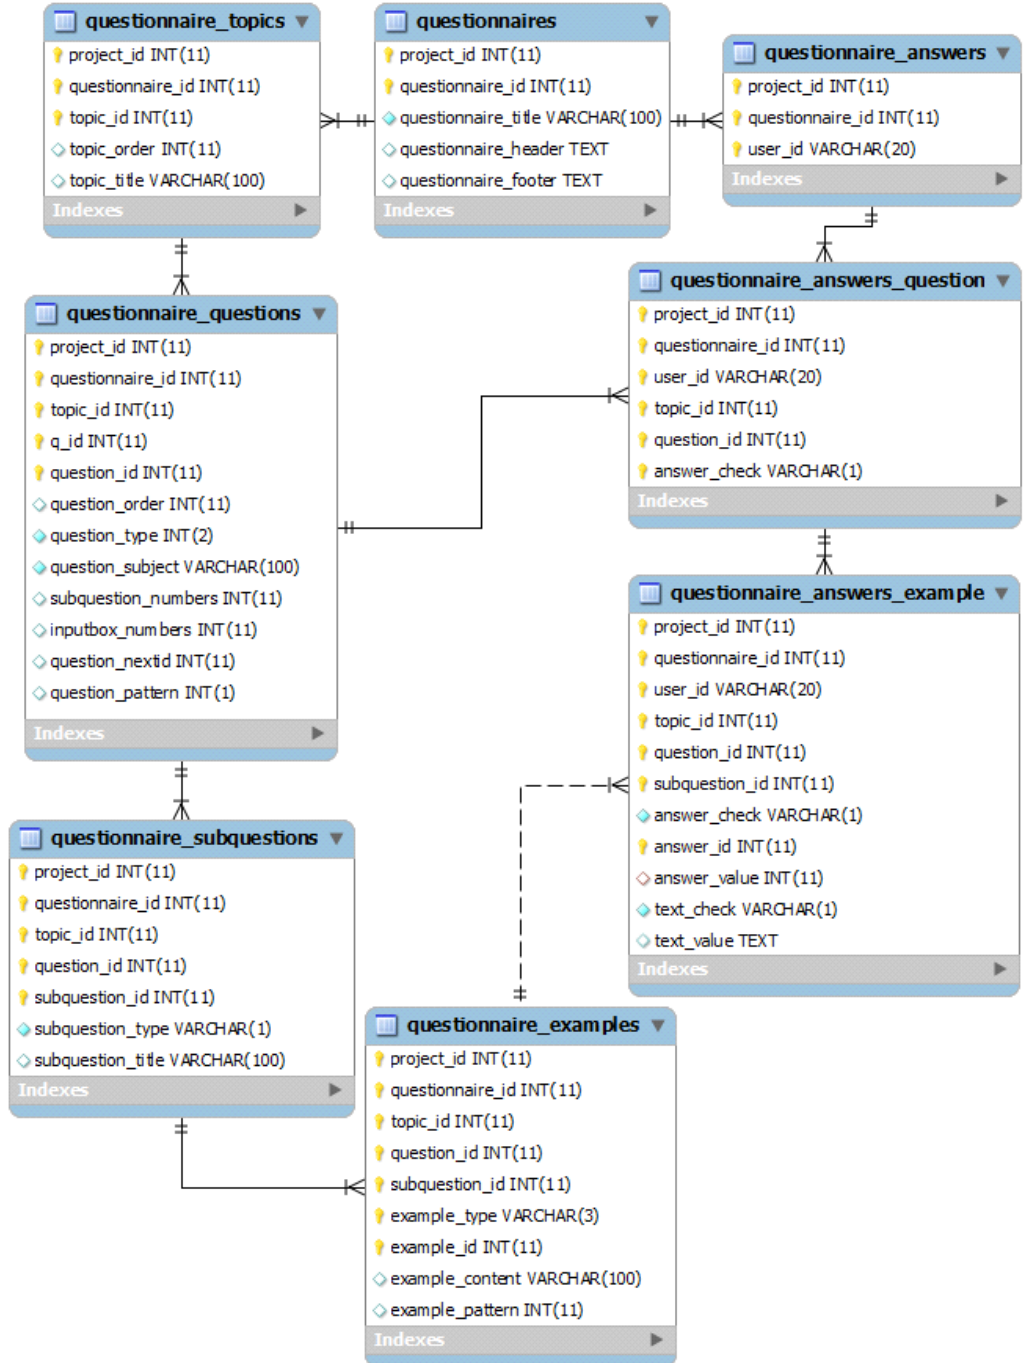 questionnaire_topics
project_id INT(11)
questionnaire_id INT(11)
topic_id INT(11)
topic_order INT(11)
topic_title VARCHAR(100)
Indexes
questionnaires
project_id INT(11)
questionnaire_id INT(11)
questionnaire_title VARCHAR(100)
questionnaire_header TEXT
questionnaire_footer TEXT
Indexes
questionnaire_answers
project_id INT(11)
questionnaire_id INT(11)
user_id VARCHAR(20)
Indexes
questionnaire_questions
project_id INT(11)
questionnaire_id INT(11)
topic_id INT(11)
q_id INT(11)
question_id INT(11)
question_order INT(11)
question_type INT(2)
question_subject VARCHAR(100)
subquestion_numbers INT(11)
inputbox_numbers INT(11)
question_nextid INT(11)
question_pattern INT(1)
Indexes
questionnaire_answers_question
project_id INT(11)
questionnaire_id INT(11)
user_id VARCHAR(20)
topic_id INT(11)
question_id INT(11)
answer_check VARCHAR(1)
Indexes
questionnaire_answers_example
project_id INT(11)
questionnaire_id INT(11)
user_id VARCHAR(20)
topic_id INT(11)
question_id INT(11)
subquestion_id INT(11)
answer_check VARCHAR(1)
answer_id INT(11)
answer_value INT(11)
text_check VARCHAR(1)
text_value TEXT
Indexes
questionnaire_subquestions
project_id INT(11)
questionnaire_id INT(11)
topic_id INT(11)
question_id INT(11)
subquestion_id INT(11)
subquestion_type VARCHAR(1)
subquestion_title VARCHAR(100)
Indexes
questionnaire_examples
project_id INT(11)
questionnaire_id INT(11)
topic_id INT(11)
question_id INT(11)
subquestion_id INT(11)
example_type VARCHAR(3)
example_id INT(11)
example_content VARCHAR(100)
example_pattern INT(11)
Indexes